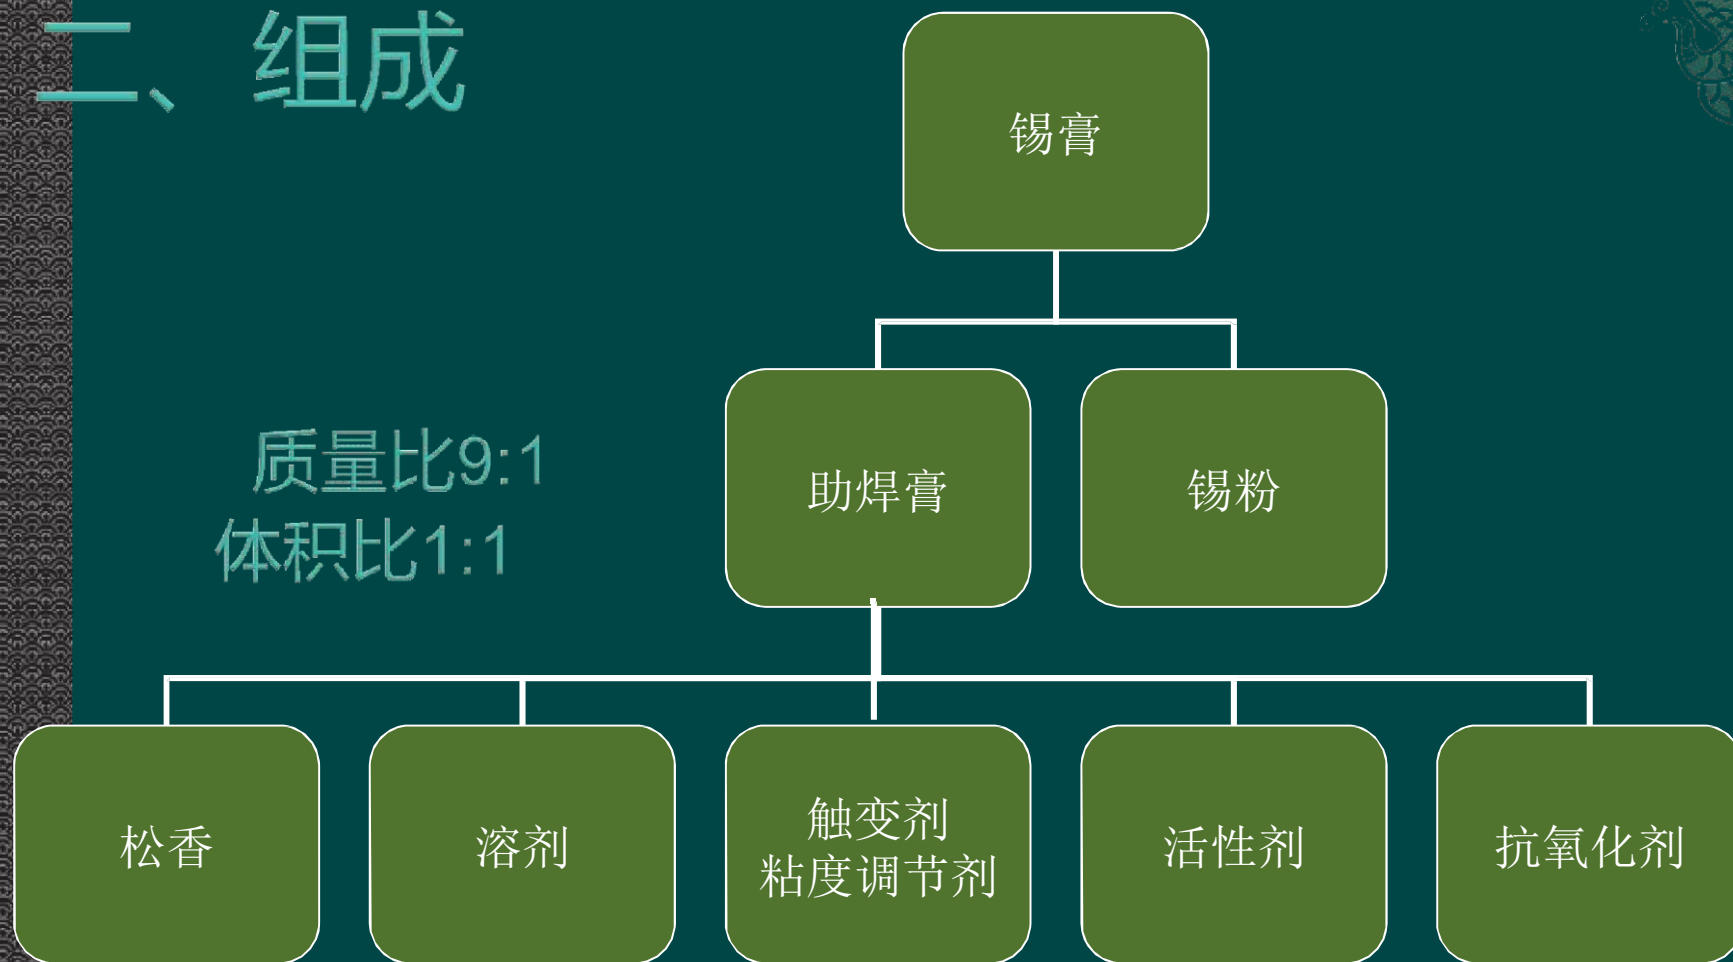 二、组成
锡膏
质量比9:1
体积比1:1
助焊膏
锡粉
松香
溶剂
触变剂
粘度调节剂
活性剂
抗氧化剂